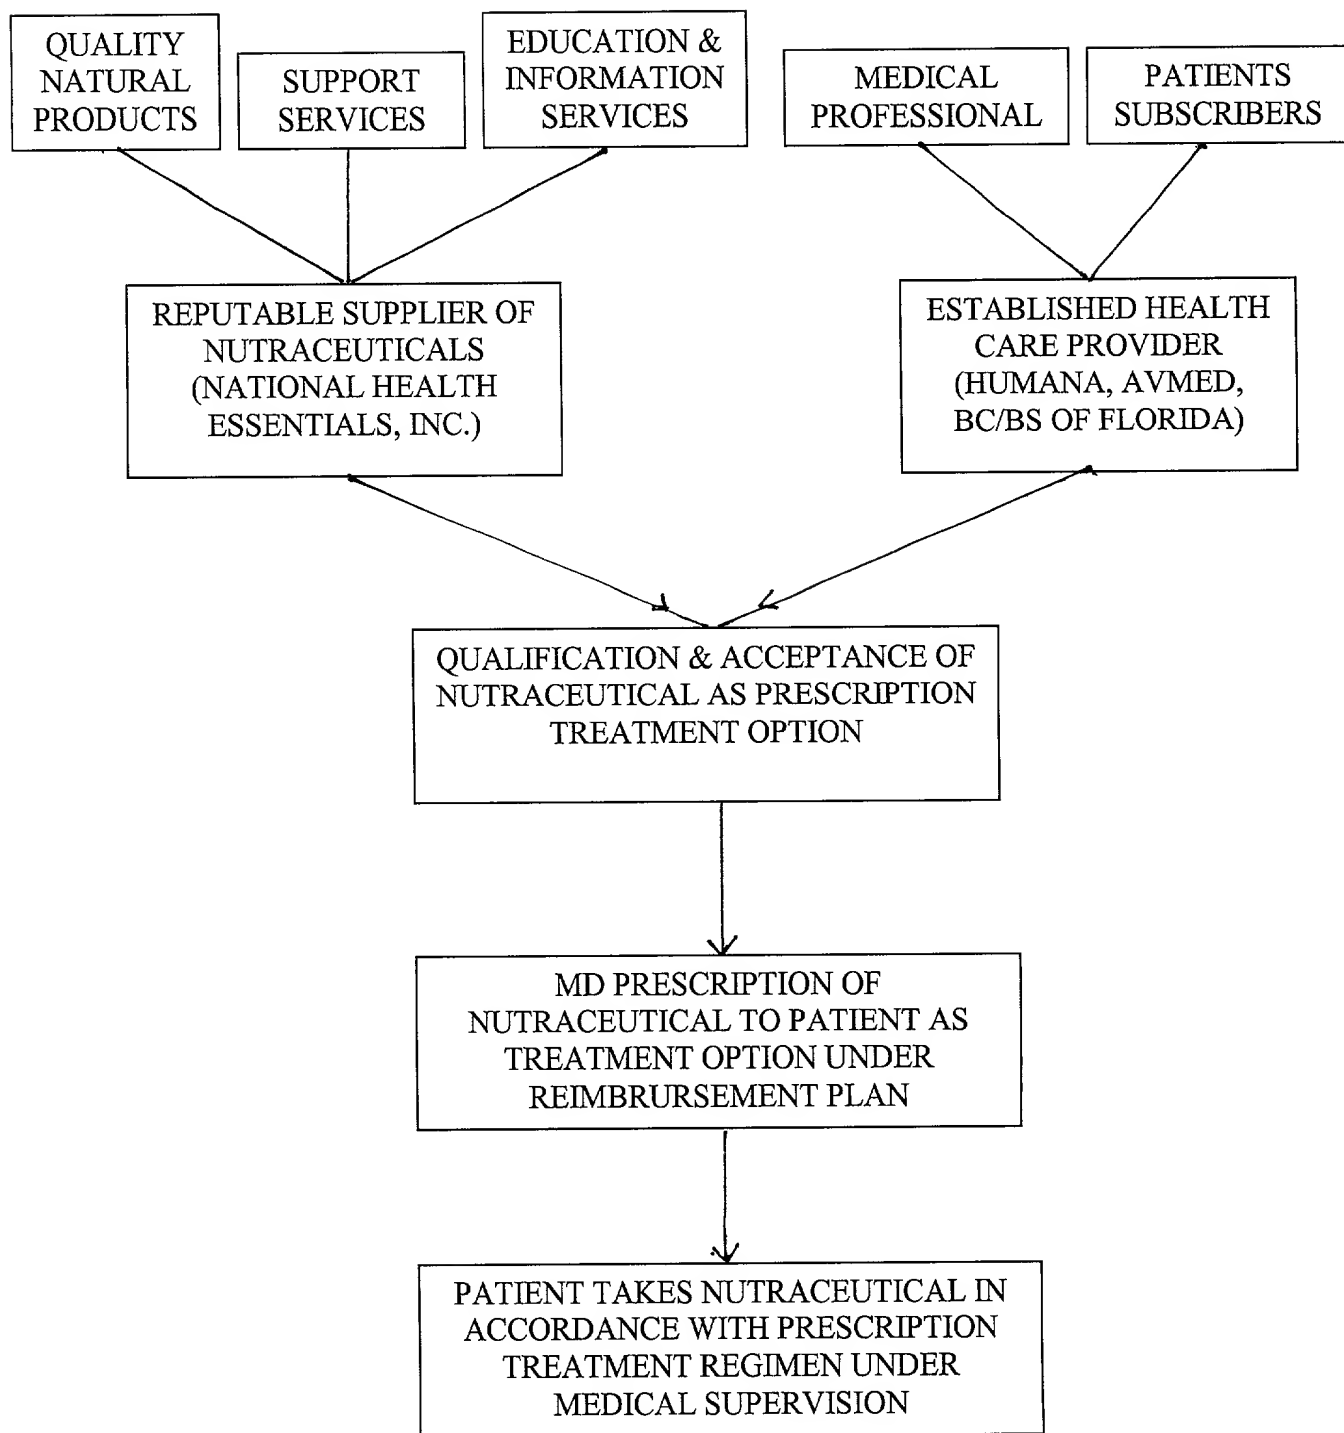 QUALITY
NATURAL
PRODUCTS
SUPPORT
SERVICES
EDUCATION &
INFORMATION
SERVICES
MEDICAL
PROFESSIONAL
PATIENTS
SUBSCRIBERS
REPUTABLE SUPPLIER OF
NUTRACEUTICALS
(NATIONAL HEALTH
ESSENTIALS, INC.)
ESTABLISHED HEALTH
CARE PROVIDER
(HUMANA, AVMED,
BC/BS OF FLORIDA)
QUALIFICATION & ACCEPTANCE OF
NUTRACEUTICAL AS PRESCRIPTION
TREATMENT OPTION
MD PRESCRIPTION OF
NUTRACEUTICAL TO PATIENT AS
TREATMENT OPTION UNDER
REIMBRURSEMENT PLAN
PATIENT TAKES NUTRACEUTICAL IN
ACCORDANCE WITH PRESCRIPTION
TREATMENT REGIMEN UNDER
MEDICAL SUPERVISION